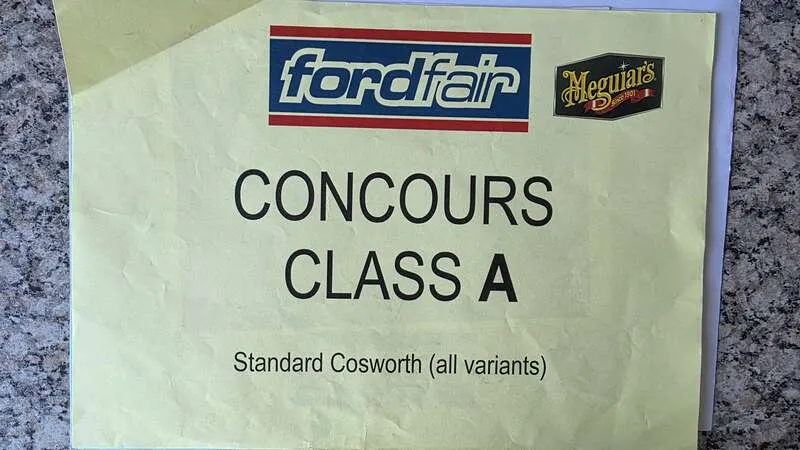 fordfair
Meguiar's
SINCE 1901
CONCOURS
CLASS A
Standard Cosworth (all variants)